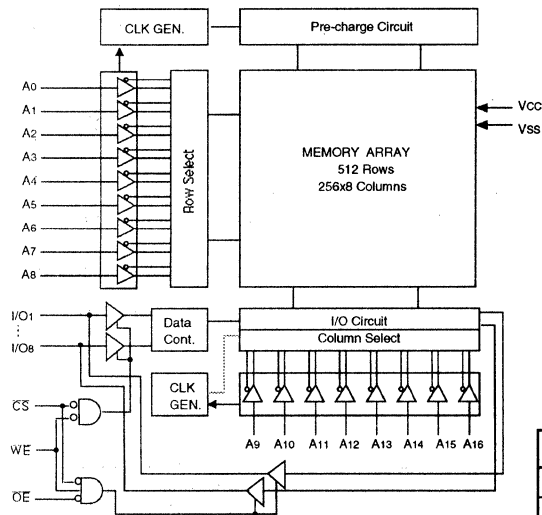 CLK GEN.
Pre-charge Circuit
A0
A1
A2
A3
A4
A5
A6
A7
A8
Row Select
MEMORY ARRAY
512 Rows
256x8 Columns
Vcc
Vss
I/O1
I/O8
Data
Cont.
I/O Circuit
Column Select
CLK
GEN.
A9 A10 A11 A12 A13 A14 A15 A16
CS
WE
OE